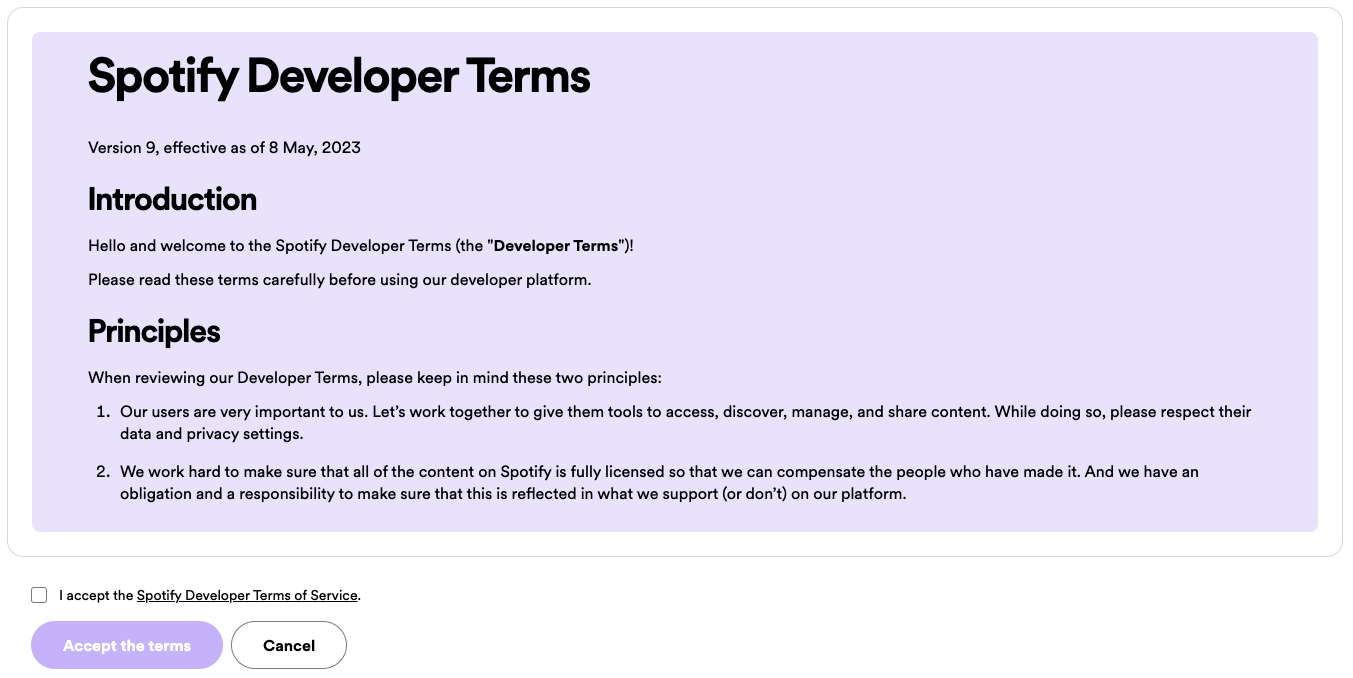 Spotify Developer Terms
Version 9, effective as of 8 May, 2023
Introduction
Hello and welcome to the Spotify Developer Terms (the "Developer Terms")!
Please read these terms carefully before using our developer platform.
Principles
When reviewing our Developer Terms, please keep in mind these two principles:
1. Our users are very important to us. Let’s work together to give them tools to access, discover, manage, and share content. While doing so, please respect their
data and privacy settings.
2. We work hard to make sure that all of the content on Spotify is fully licensed so that we can compensate the people who have made it. And we have an
obligation and a responsibility to make sure that this is reflected in what we support (or don’t) on our platform.
I accept the Spotify Developer Terms of Service.
Accept the terms Cancel